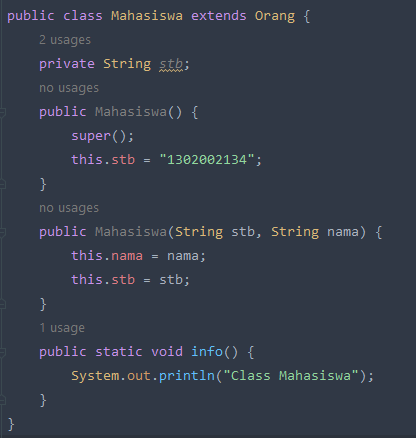 public class Mahasiswa extends Orang {
2 usages
private String stb;
no usages
public Mahasiswa() {
super();
this.stb = "1302002134";
}
no usages
public Mahasiswa(String stb, String nama) {
this.nama = nama;
this.stb = stb;
}
1 usage
public static void info() {
System.out.println("Class Mahasiswa");
}
}